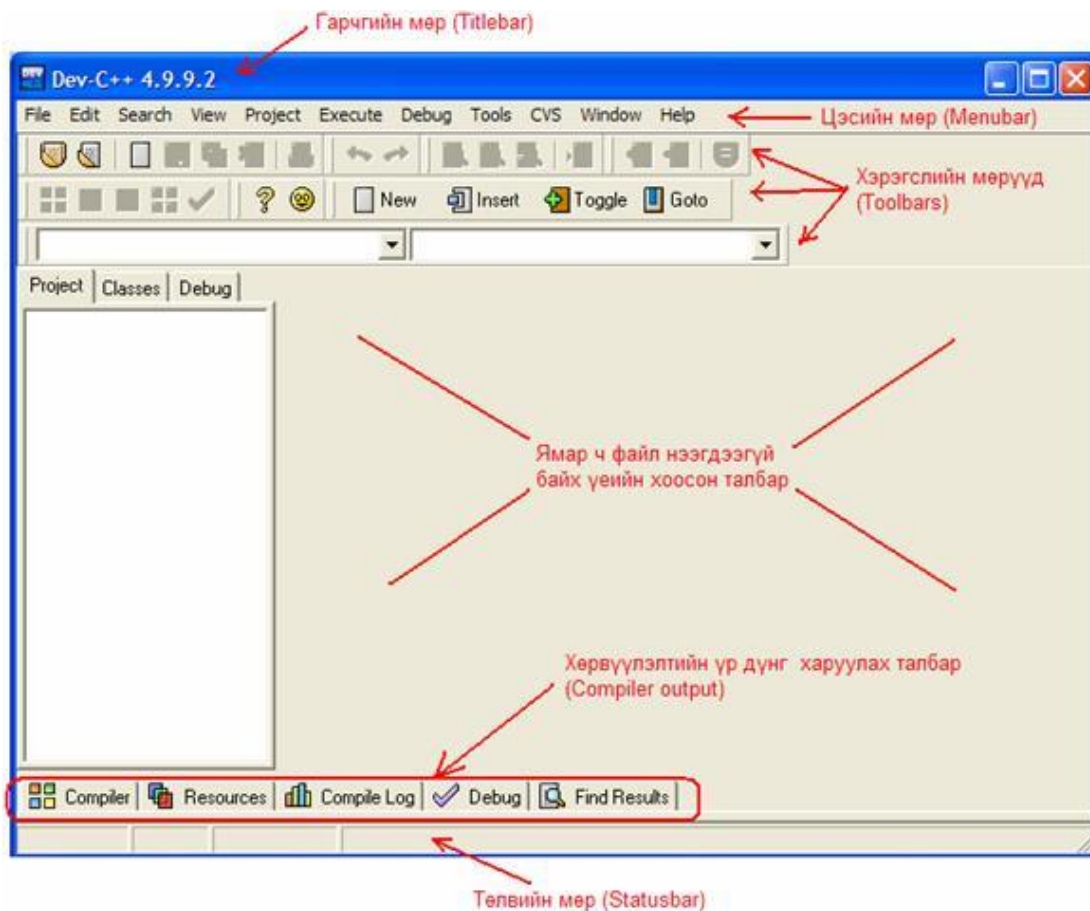 Гарчгийн мөр (Titlebar)
Dev-C++ 4.9.9.2
File Edit Search View Project Execute Debug Tools CVS Window Help
Цэсийн мөр (Menubar)
Хэрэгслийн мөрүүд
(Toolbars)
New Insert Toggle Goto
Project Classes Debug
Ямар ч файл нээгдээгүй
байх үеийн хоосон талбар
Хөрвүүлэлтийн үр дүнг харуулах талбар
(Compiler output)
Compiler Resources Compile Log Debug Find Results
Төлвийн мөр (Statusbar)